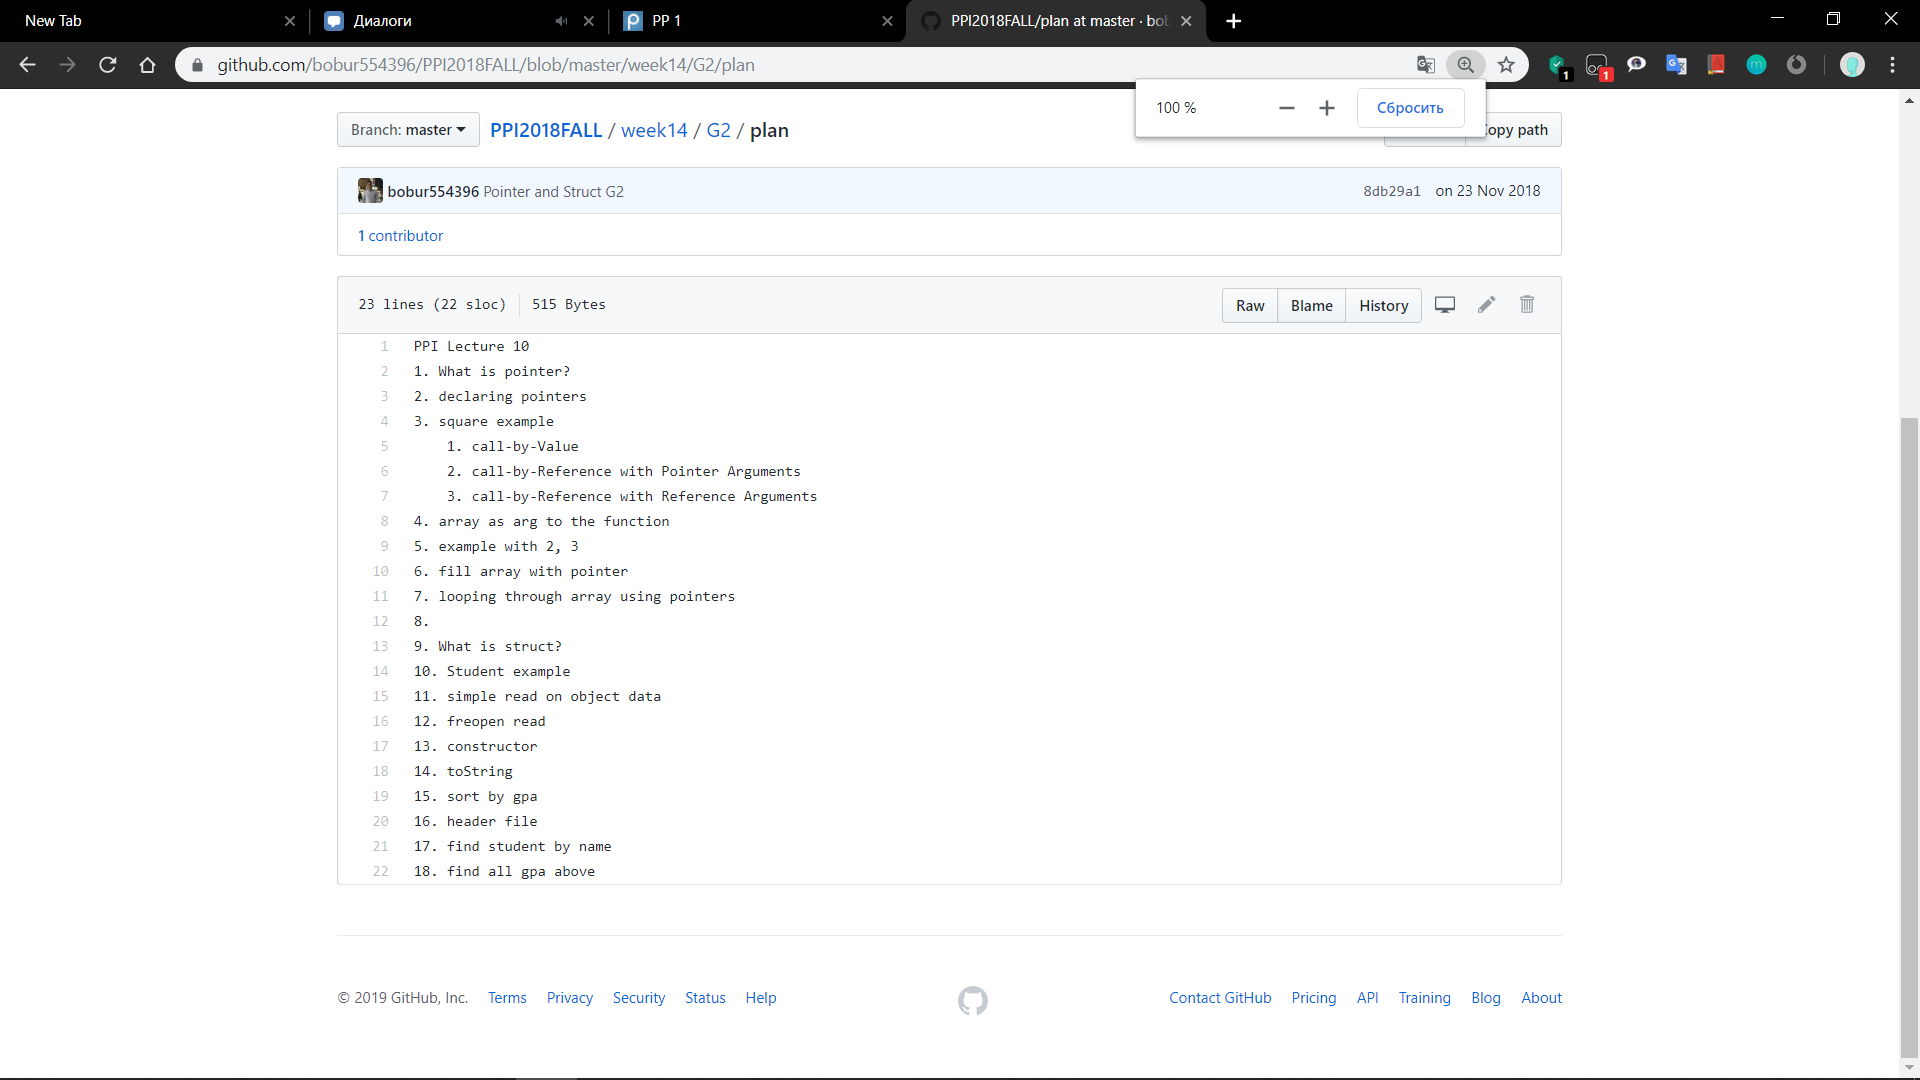 New Tab
Диалоги
PP 1
PPI2018FALL/plan at master · bo
github.com/bobur554396/PPI2018FALL/blob/master/week14/G2/plan
1
1
100 %
Сбросить
Branch: master
PPI2018FALL / week14 / G2 / plan
opy path
bobur554396 Pointer and Struct G2
8db29a1 on 23 Nov 2018
1 contributor
23 lines (22 sloc) 515 Bytes
Raw Blame History
1 PPI Lecture 10
2 1. What is pointer?
3 2. declaring pointers
4 3. square example
5 1. call-by-Value
6 2. call-by-Reference with Pointer Arguments
7 3. call-by-Reference with Reference Arguments
8 4. array as arg to the function
9 5. example with 2, 3
10 6. fill array with pointer
11 7. looping through array using pointers
12 8.
13 9. What is struct?
14 10. Student example
15 11. simple read on object data
16 12. freopen read
17 13. constructor
18 14. toString
19 15. sort by gpa
20 16. header file
21 17. find student by name
22 18. find all gpa above
© 2019 GitHub, Inc. Terms Privacy Security Status Help
Contact GitHub Pricing API Training Blog About